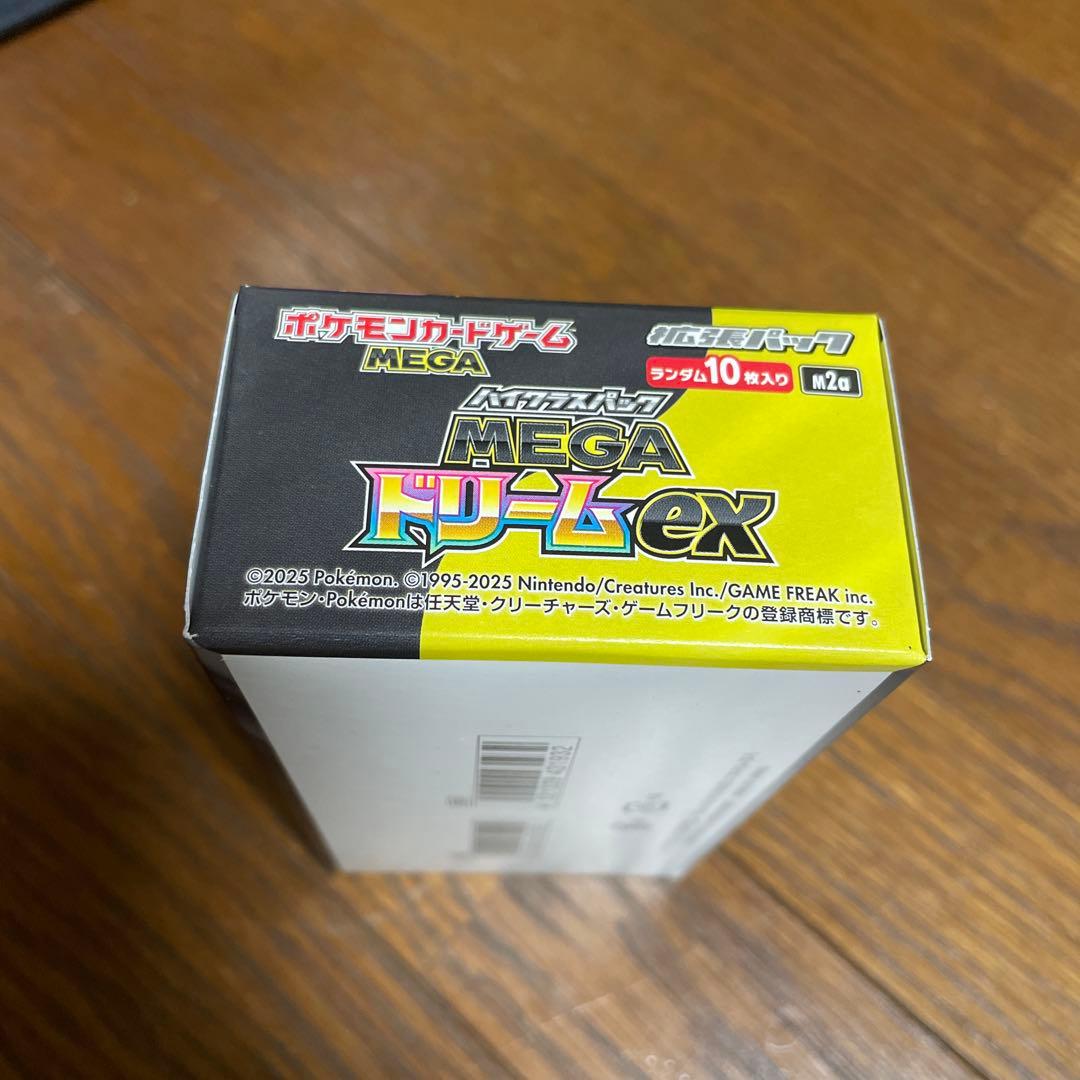 ポケモンカードゲーム
MEGA
拡張パック
ランダム10枚入り
M2a
ハイクラスパック
MEGA
ドリームex
©2025 Pokémon. ©1995-2025 Nintendo/Creatures Inc./GAME FREAK inc.
ポケモン・Pokémonは任天堂・クリーチャーズ・ゲームフリークの登録商標です。